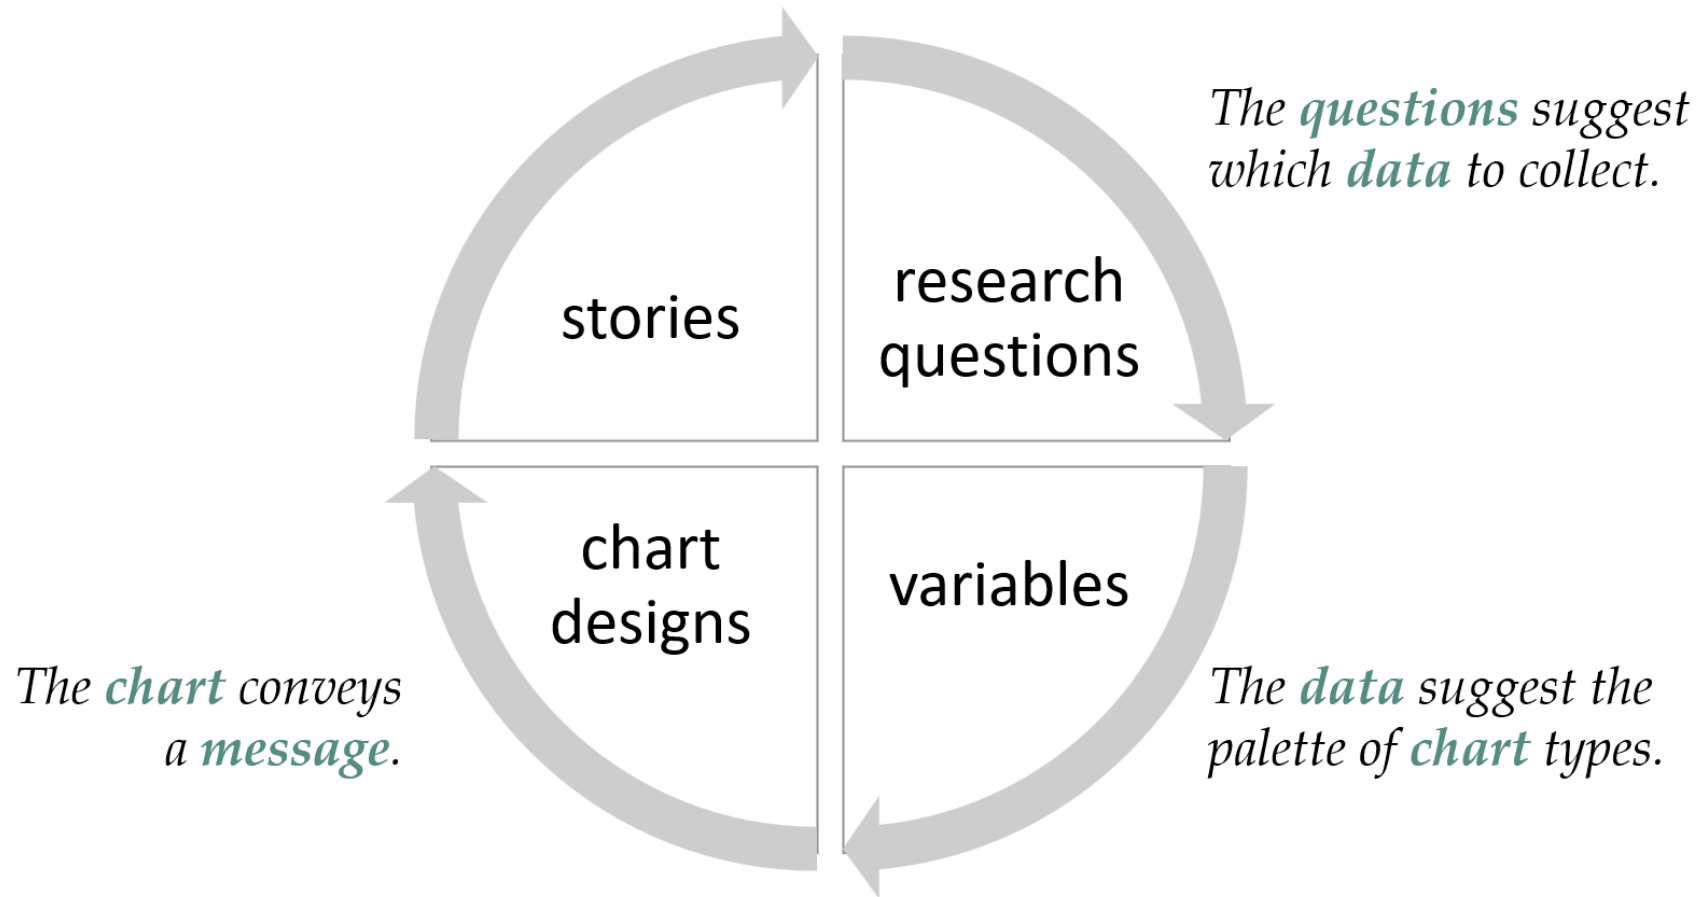 The questions suggest
which data to collect.
stories
research
questions
chart
designs
variables
The chart conveys
a message.
The data suggest the
palette of chart types.